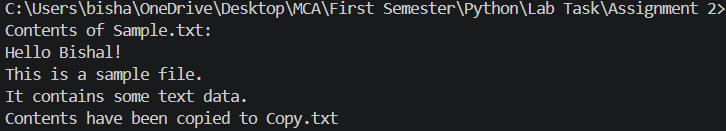 C:\Users\bisha\OneDrive\Desktop\MCA\First Semester\Python\Lab Task\Assignment 2>
Contents of Sample.txt:
Hello Bishal!
This is a sample file.
It contains some text data.
Contents have been copied to Copy.txt